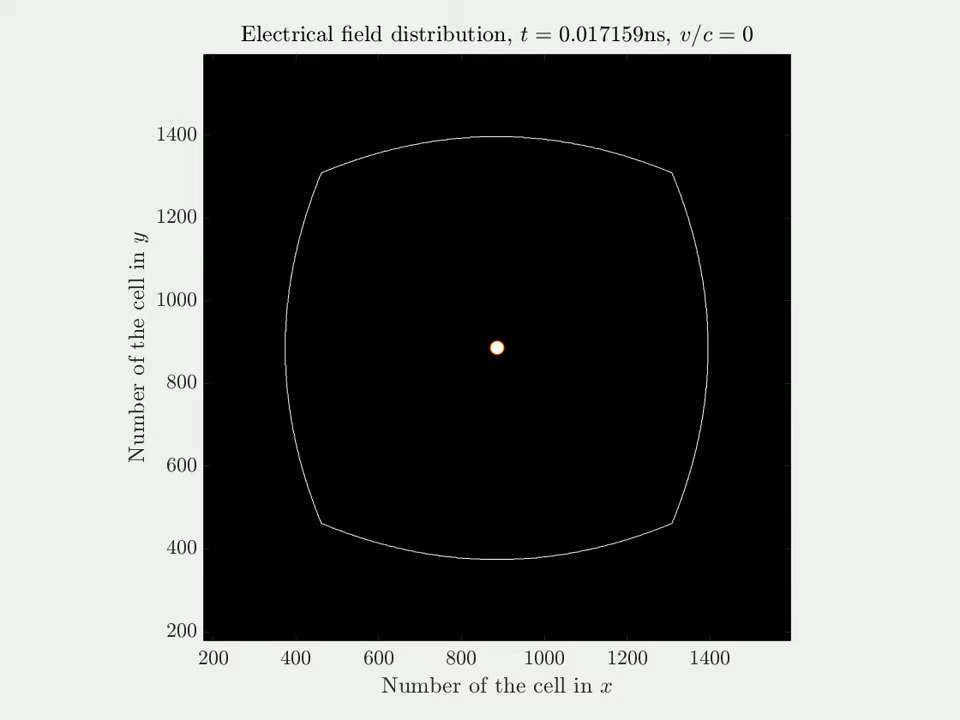 Electrical field distribution, t = 0.017159ns, v/c = 0
Number of the cell in y
1400
1200
1000
800
600
400
200
200 400 600 800 1000 1200 1400
Number of the cell in x